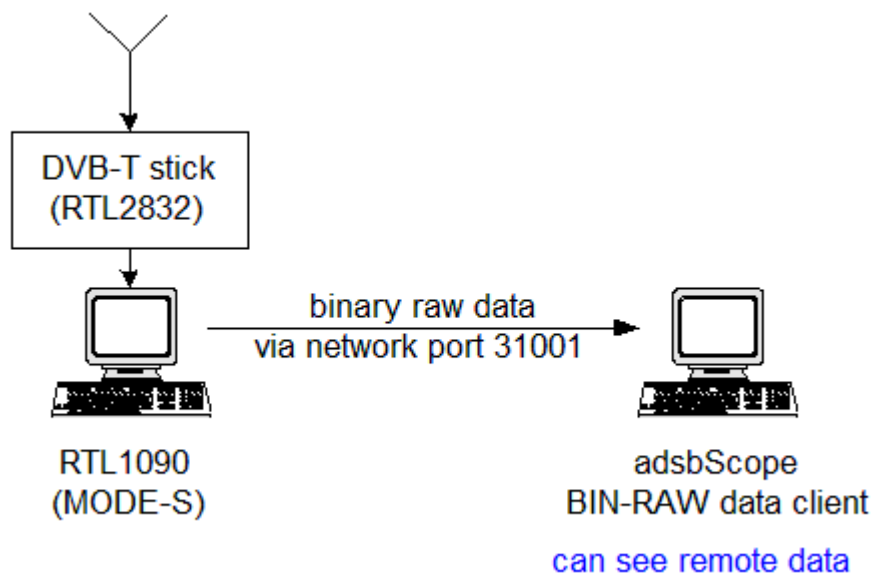 DVB-T stick
(RTL2832)
binary raw data
via network port 31001
RTL1090
(MODE-S)
adsbScope
BIN-RAW data client
can see remote data